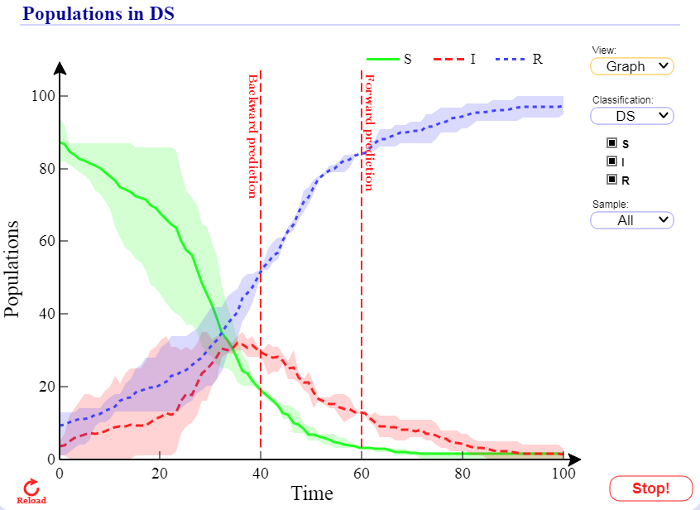 Populations in DS
S
I
R
View:
Graph
Classification:
DS
S
I
R
Sample:
All
Backward prediction
Forward prediction
Populations
100
80
60
40
20
0
0
20
40
60
80
100
Time
Reload
Stop!